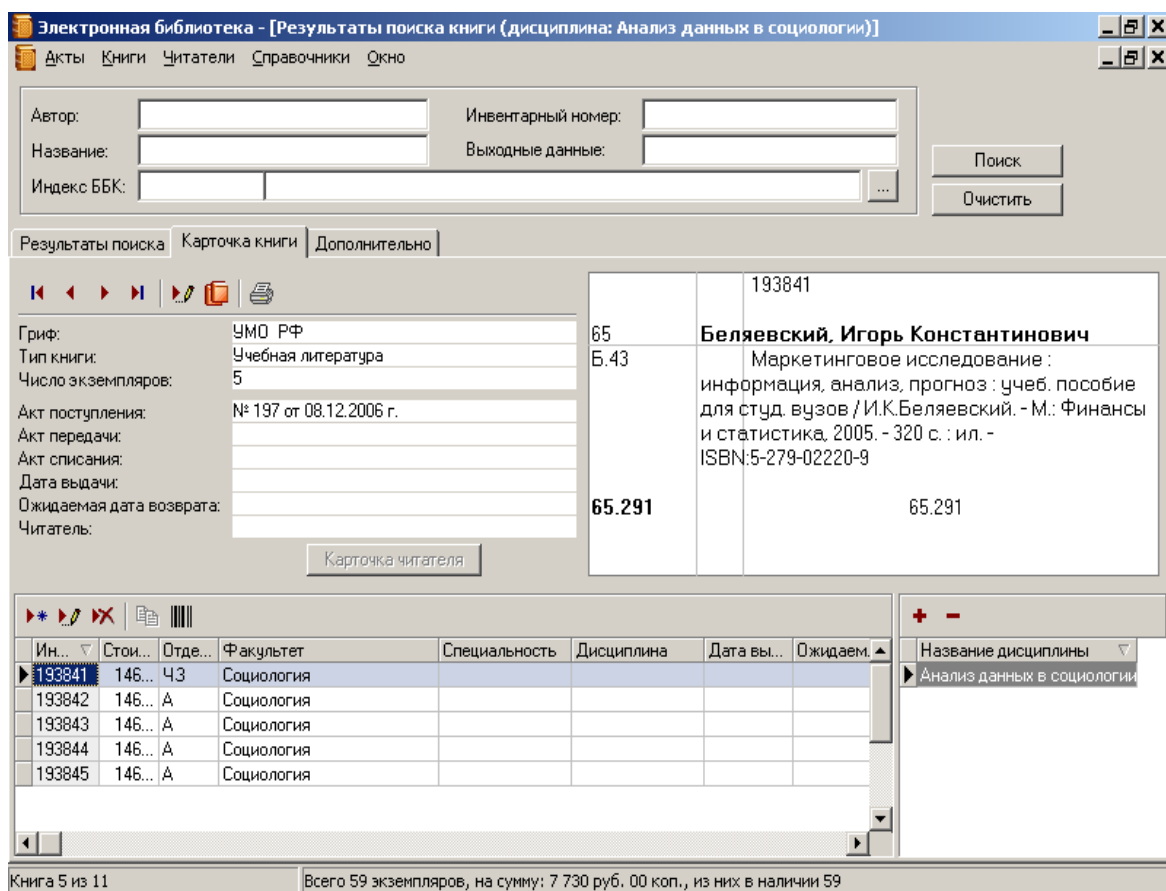 Электронная библиотека - [Результаты поиска книги (дисциплина: Анализ данных в социологии)]
Акты Книги Читатели Справочники Окно
Автор: Инвентарный номер:
Название: Выходные данные:
Поиск
Индекс ББК: ...
Очистить
Результаты поиска Карточка книги Дополнительно
Гриф: УМО РФ
Тип книги: Учебная литература
Число экземпляров: 5
Акт поступления: № 197 от 08.12.2006 г.
Акт передачи:
Акт списания:
Дата выдачи:
Ожидаемая дата возврата:
Читатель:
Карточка читателя
193841
65 Беляевский, Игорь Константинович
Б.43 Маркетинговое исследование :
информация, анализ, прогноз : учеб. пособие
для студ. вузов / И.К.Беляевский. - М.: Финансы
и статистика, 2005. - 320 с. : ил. -
ISBN:5-279-02220-9
65.291 65.291
Ин... Стои... Отде... Факультет Специальность Дисциплина Дата вы... Ожидаем.
193841 146... ЧЗ Социология
193842 146... А Социология
193843 146... А Социология
193844 146... А Социология
193845 146... А Социология
Название дисциплины
Анализ данных в социологии
Книга 5 из 11 Всего 59 экземпляров, на сумму: 7 730 руб. 00 коп., из них в наличии 59